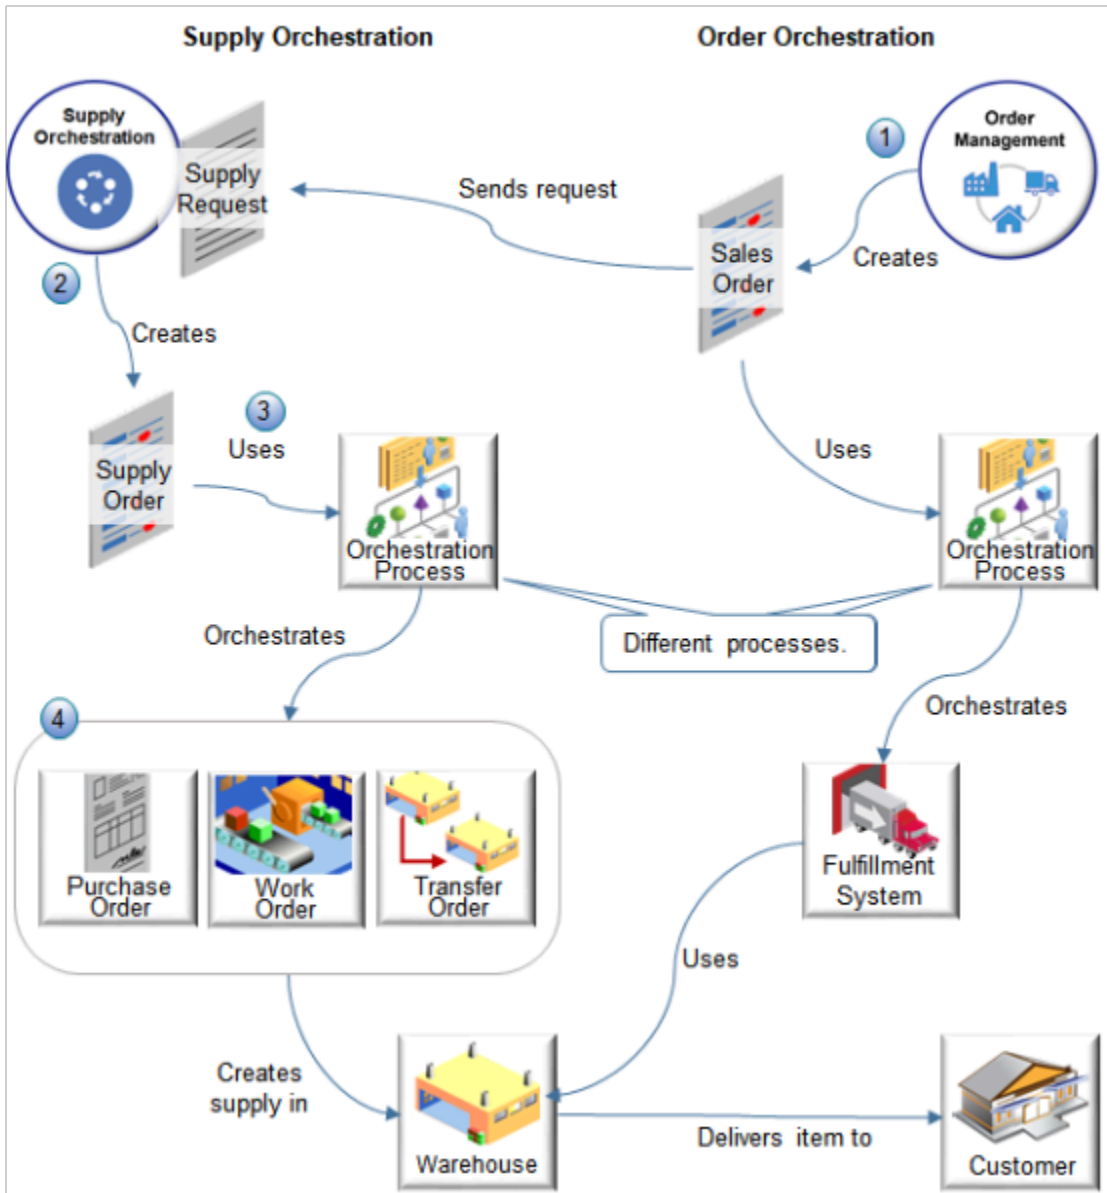 Supply Orchestration
Order Orchestration
Supply
Orchestration
Supply
Request
Sends request
1
Order
Management
Sales
Order
Creates
2
Creates
3
Uses
Supply
Order
Orchestration
Process
Uses
Orchestration
Process
Different processes.
Orchestrates
Orchestrates
4
Purchase
Order
Work
Order
Transfer
Order
Fulfillment
System
Uses
Creates
supply in
Warehouse
Delivers item to
Customer